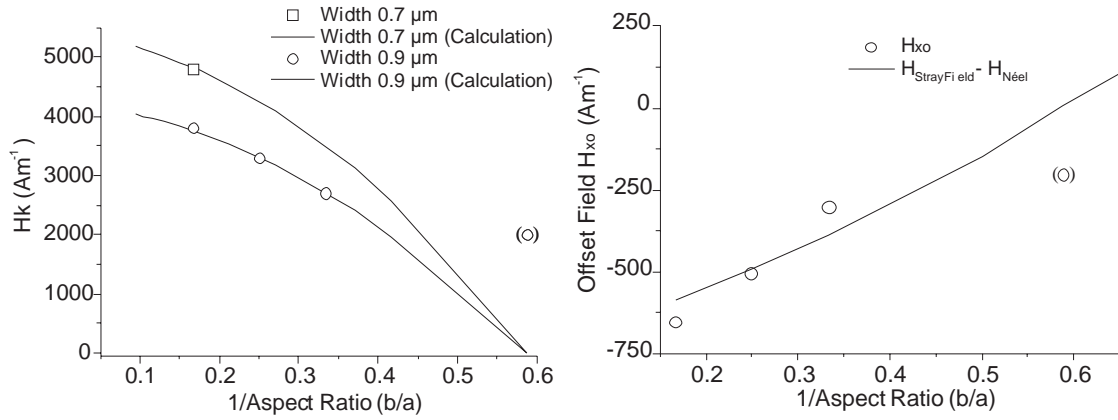 Width 0.7 µm
Width 0.7 µm (Calculation)
Width 0.9 µm
Width 0.9 µm (Calculation)
Hk (Am-1)
5000
4000
3000
2000
1000
0
( )
0.1 0.2 0.3 0.4 0.5 0.6
1/Aspect Ratio (b/a)
Hxo
HStrayFi eld- HNéel
Offset Field Hxo (Am-1)
250
0
-250
-500
-750
( )
0.2 0.3 0.4 0.5 0.6
1/Aspect Ratio (b/a)